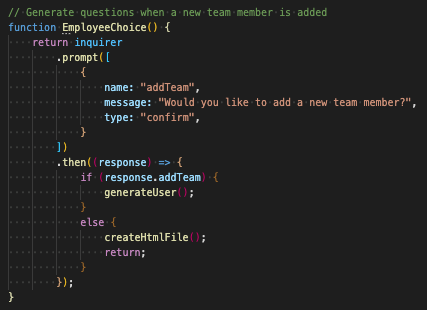 // Generate questions when a new team member is added
function EmployeeChoice() {
    return inquirer
        .prompt([
            {
                name: "addTeam",
                message: "Would you like to add a new team member?",
                type: "confirm",
            }
        ])
        .then((response) => {
            if (response.addTeam) {
                generateUser();
            }
            else {
                createHtmlFile();
                return;
            }
        });
}